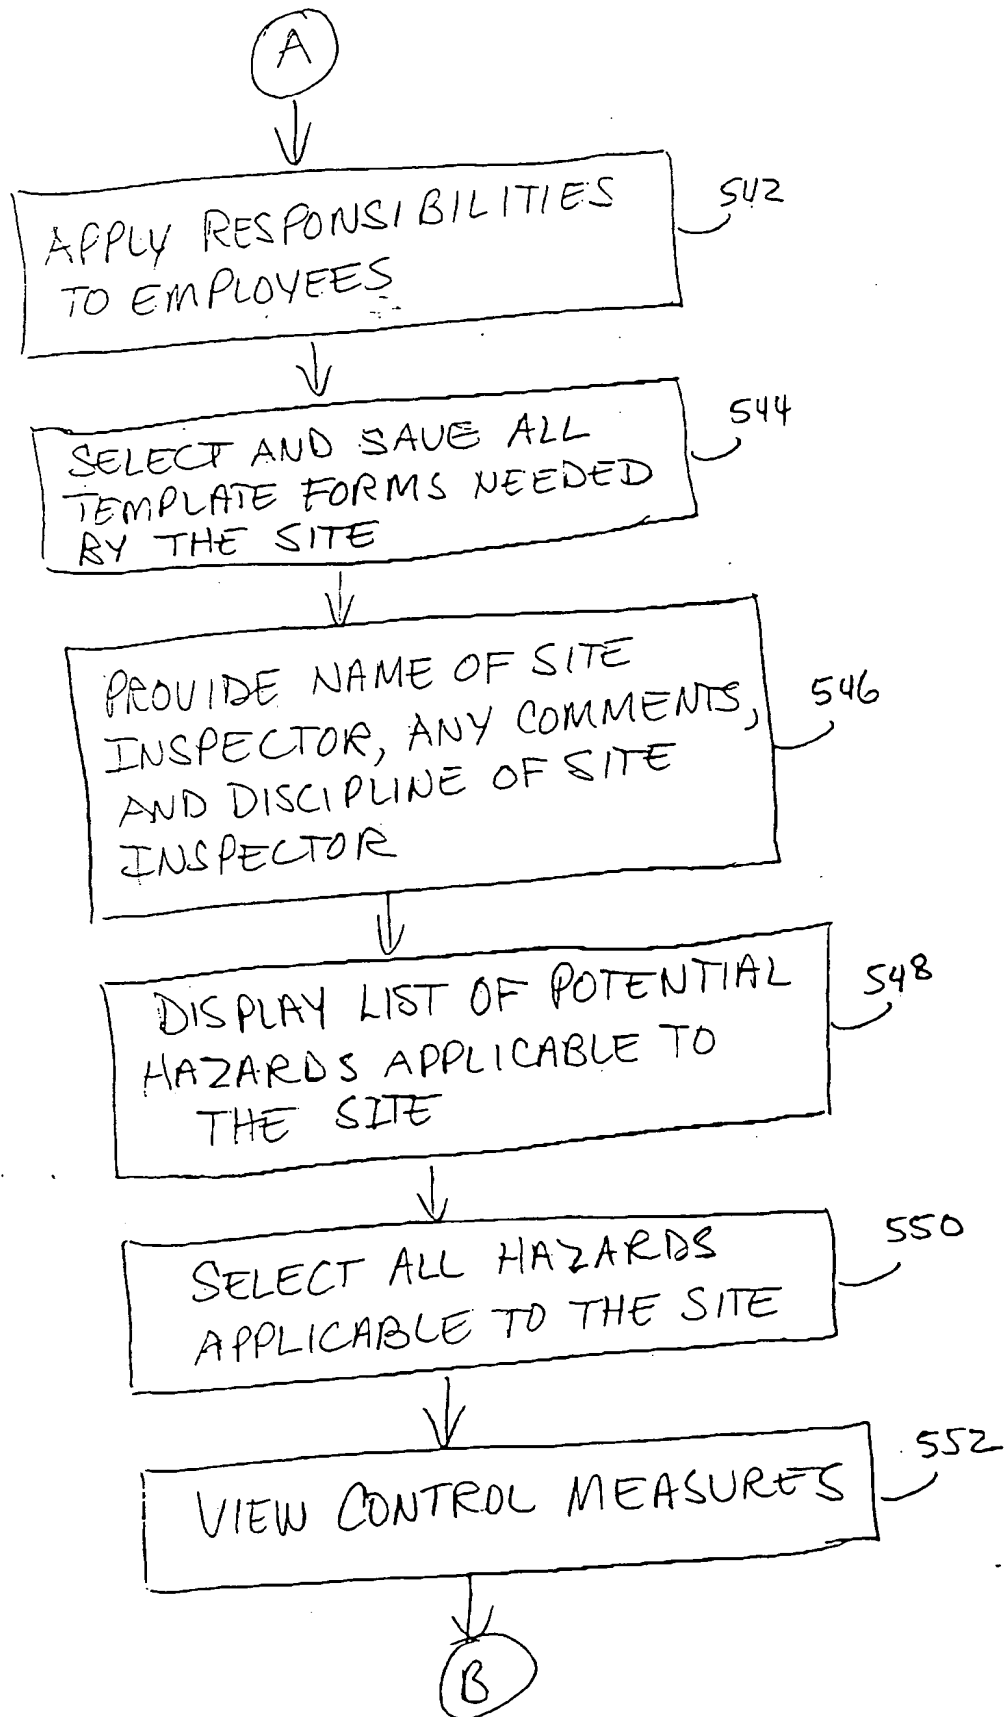 A
APPLY RESPONSIBILITIES
TO EMPLOYEES
542
SELECT AND SAVE ALL
TEMPLATE FORMS NEEDED
BY THE SITE
544
PROVIDE NAME OF SITE
INSPECTOR, ANY COMMENTS,
AND DISCIPLINE OF SITE
INSPECTOR
546
DISPLAY LIST OF POTENTIAL
HAZARDS APPLICABLE TO
THE SITE
548
SELECT ALL HAZARDS
APPLICABLE TO THE SITE
550
VIEW CONTROL MEASURES
552
B